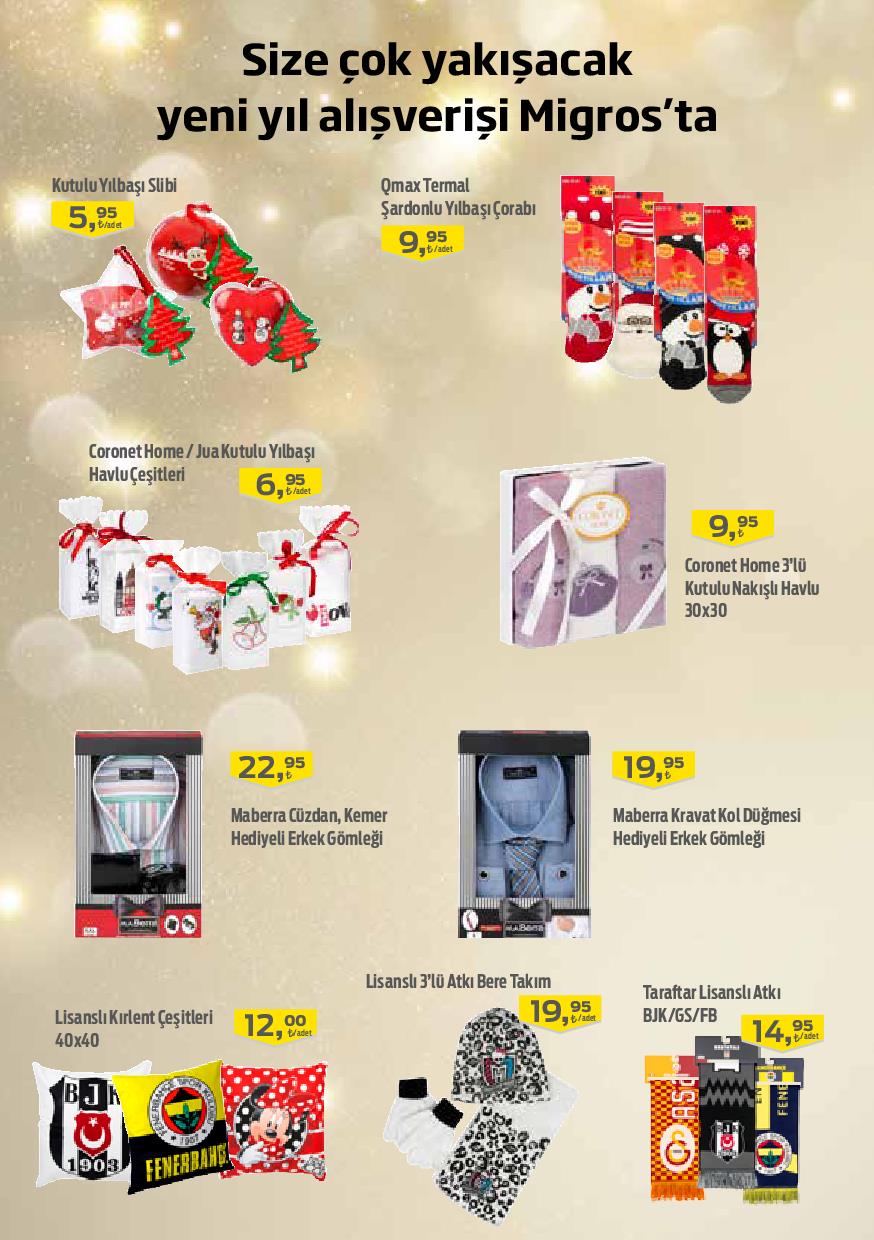 Size çok yakışacak
yeni yıl alışverişi Migros’ta
Kutulu Yılbaşı Slibi
5,95
₺/adet
Qmax Termal
Şardonlu Yılbaşı Çorabı
9,95
₺/adet
Coronet Home / Jua Kutulu Yılbaşı
Havlu Çeşitleri
6,95
₺/adet
CORONET
9,95
₺
Coronet Home 3’lü
Kutulu Nakışlı Havlu
30x30
22,95
₺
Maberra Cüzdan, Kemer
Hediyeli Erkek Gömleği
19,95
₺
Maberra Kravat Kol Düğmesi
Hediyeli Erkek Gömleği
Lisanslı Kırlent Çeşitleri
40x40
12,00
₺/adet
BJK
1903
FENERBAHÇE SPOR KULÜBÜ
1907
FENERBAHÇE
Lisanslı 3’lü Atkı Bere Takım
19,95
₺/adet
Taraftar Lisanslı Atkı
BJK/GS/FB
14,95
₺/adet